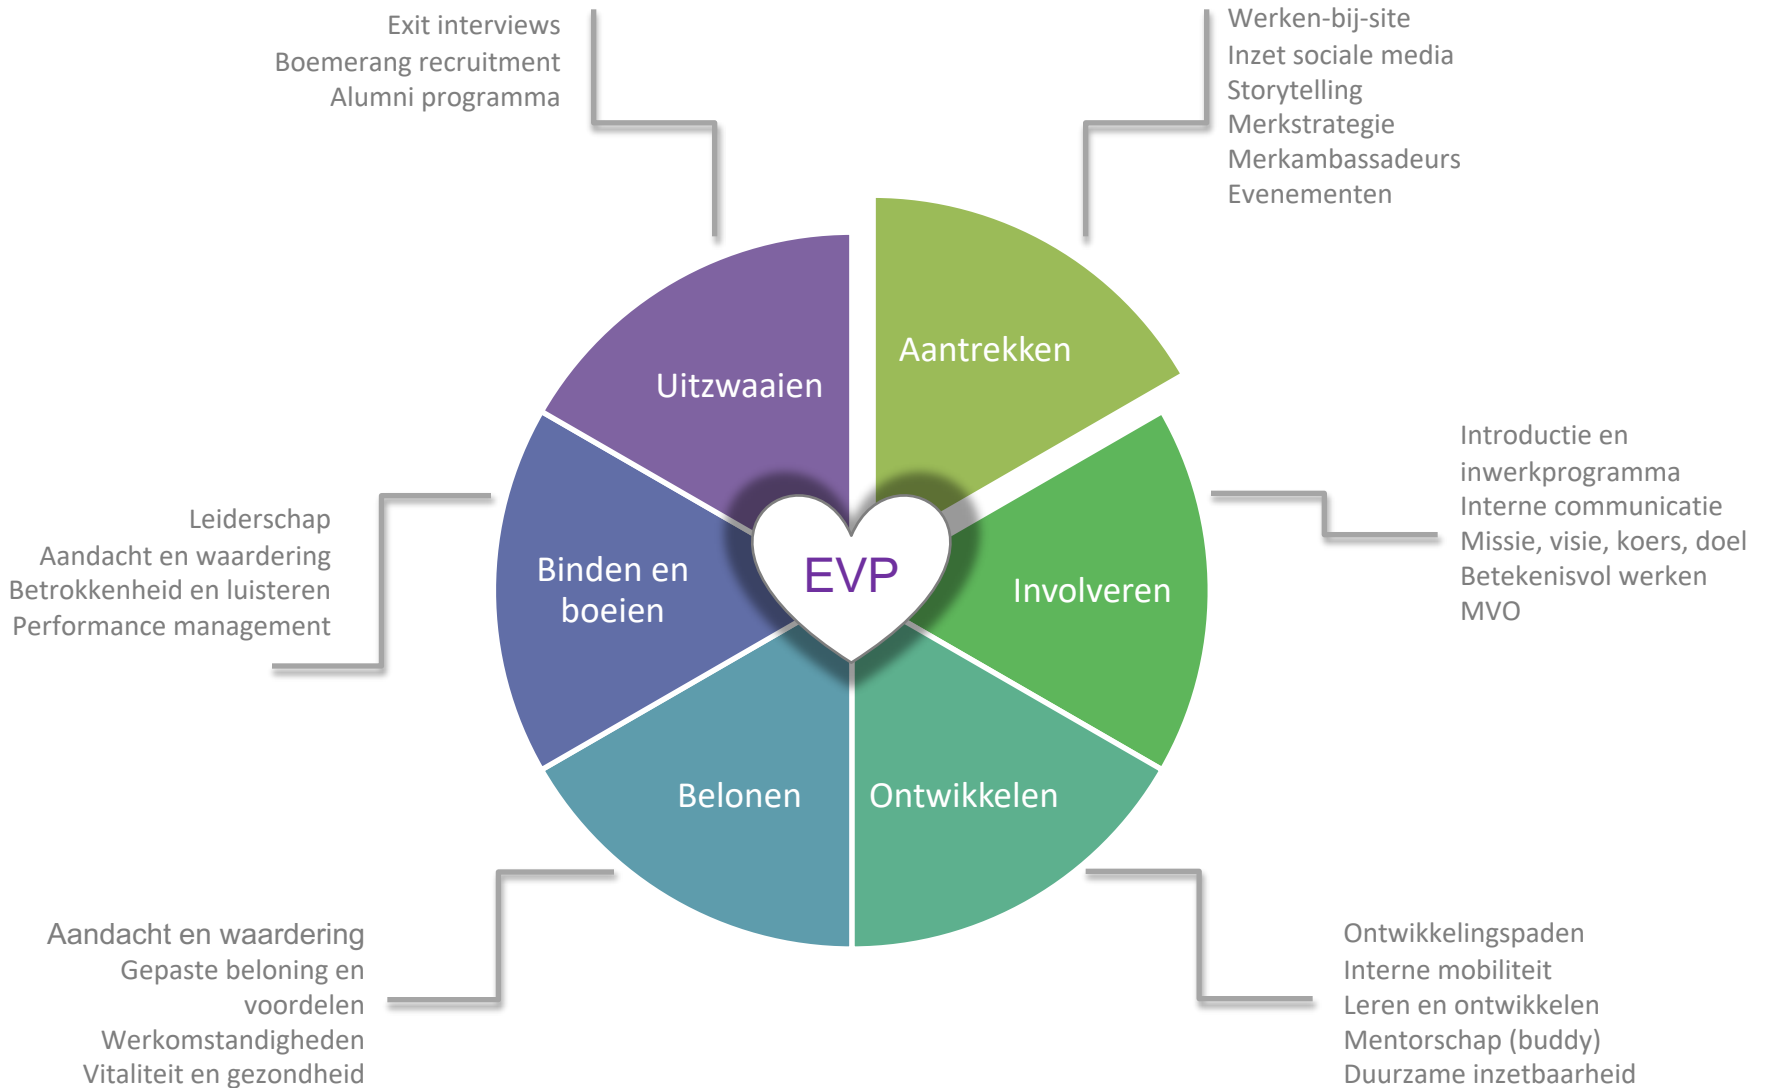 Exit interviews
Boemerang recruitment
Alumni programma
Werken-bij-site
Inzet sociale media
Storytelling
Merkstrategie
Merkambassadeurs
Evenementen
Aantrekken
Uitzwaaien
Introductie en
inwerkprogramma
Interne communicatie
Missie, visie, koers, doel
Betekenisvol werken
MVO
Leiderschap
Aandacht en waardering
Betrokkenheid en luisteren
Performance management
Binden en
boeien
EVP
Involveren
Belonen
Ontwikkelen
Aandacht en waardering
Gepaste beloning en
voordelen
Werkomstandigheden
Vitaliteit en gezondheid
Ontwikkelingspaden
Interne mobiliteit
Leren en ontwikkelen
Mentorschap (buddy)
Duurzame inzetbaarheid